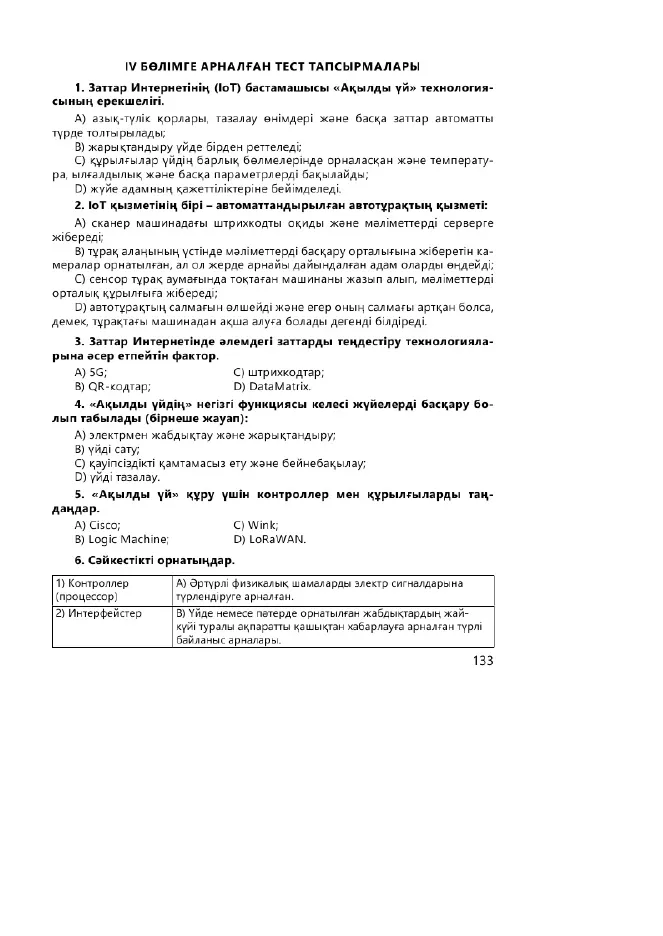 IV БӨЛІМГЕ АРНАЛҒАН ТЕСТ ТАПСЫРМАЛАРЫ
1. Заттар Интернетінің (IoT) бастамашысы «Ақылды үй» технология-
сының ерекшелігі.
А) азық-түлік қорлары, тазалау өнімдері және басқа заттар автоматты
түрде толтырылады;
В) жарықтандыру үйде бірден реттеледі;
С) құрылғылар үйдің барлық бөлмелерінде орналасқан және температу-
ра, ылғалдылық және басқа параметрлерді бақылайды;
D) жүйе адамның қажеттіліктеріне бейімделеді.
2. IoT қызметінің бірі – автоматтандырылған автотұрақтың қызметі:
А) сканер машинадағы штрихкодты оқиды және мәліметтерді серверге
жібереді;
В) тұрақ алаңының үстінде мәліметтерді басқару орталығына жіберетін ка-
мералар орнатылған, ал ол жерде арнайы дайындалған адам оларды өңдейді;
С) сенсор тұрақ аумағында тоқтаған машинаны жазып алып, мәліметтерді
орталық құрылғыға жібереді;
D) автотұрақтың салмағын өлшейді және егер оның салмағы артқан болса,
демек, тұрақтағы машинадан ақша алуға болады дегенді білдіреді.
3. Заттар Интернетінде әлемдегі заттарды теңдестіру технологияла-
рына әсер етпейтін фактор.
А) 5G; С) штрихкодтар;
В) QR-кодтар; D) DataMatrix.
4. «Ақылды үйдің» негізгі функциясы келесі жүйелерді басқару бо-
лып табылады (бірнеше жауап):
А) электрмен жабдықтау және жарықтандыру;
В) үйді сату;
С) қауіпсіздікті қамтамасыз ету және бейнебақылау;
D) үйді тазалау.
5. «Ақылды үй» құру үшін контроллер мен құрылғыларды таң-
даңдар.
А) Cisco; С) Wink;
В) Logic Machine; D) LoRaWAN.
6. Сәйкестікті орнатыңдар.
1) Контроллер А) Әртүрлі физикалық шамаларды электр сигналдарына
(процессор) түрлендіруге арналған.
2) Интерфейстер В) Үйде немесе пәтерде орнатылған жабдықтардың жай-
күйі туралы ақпаратты қашықтан хабарлауға арналған түрлі
байланыс арналары.
133